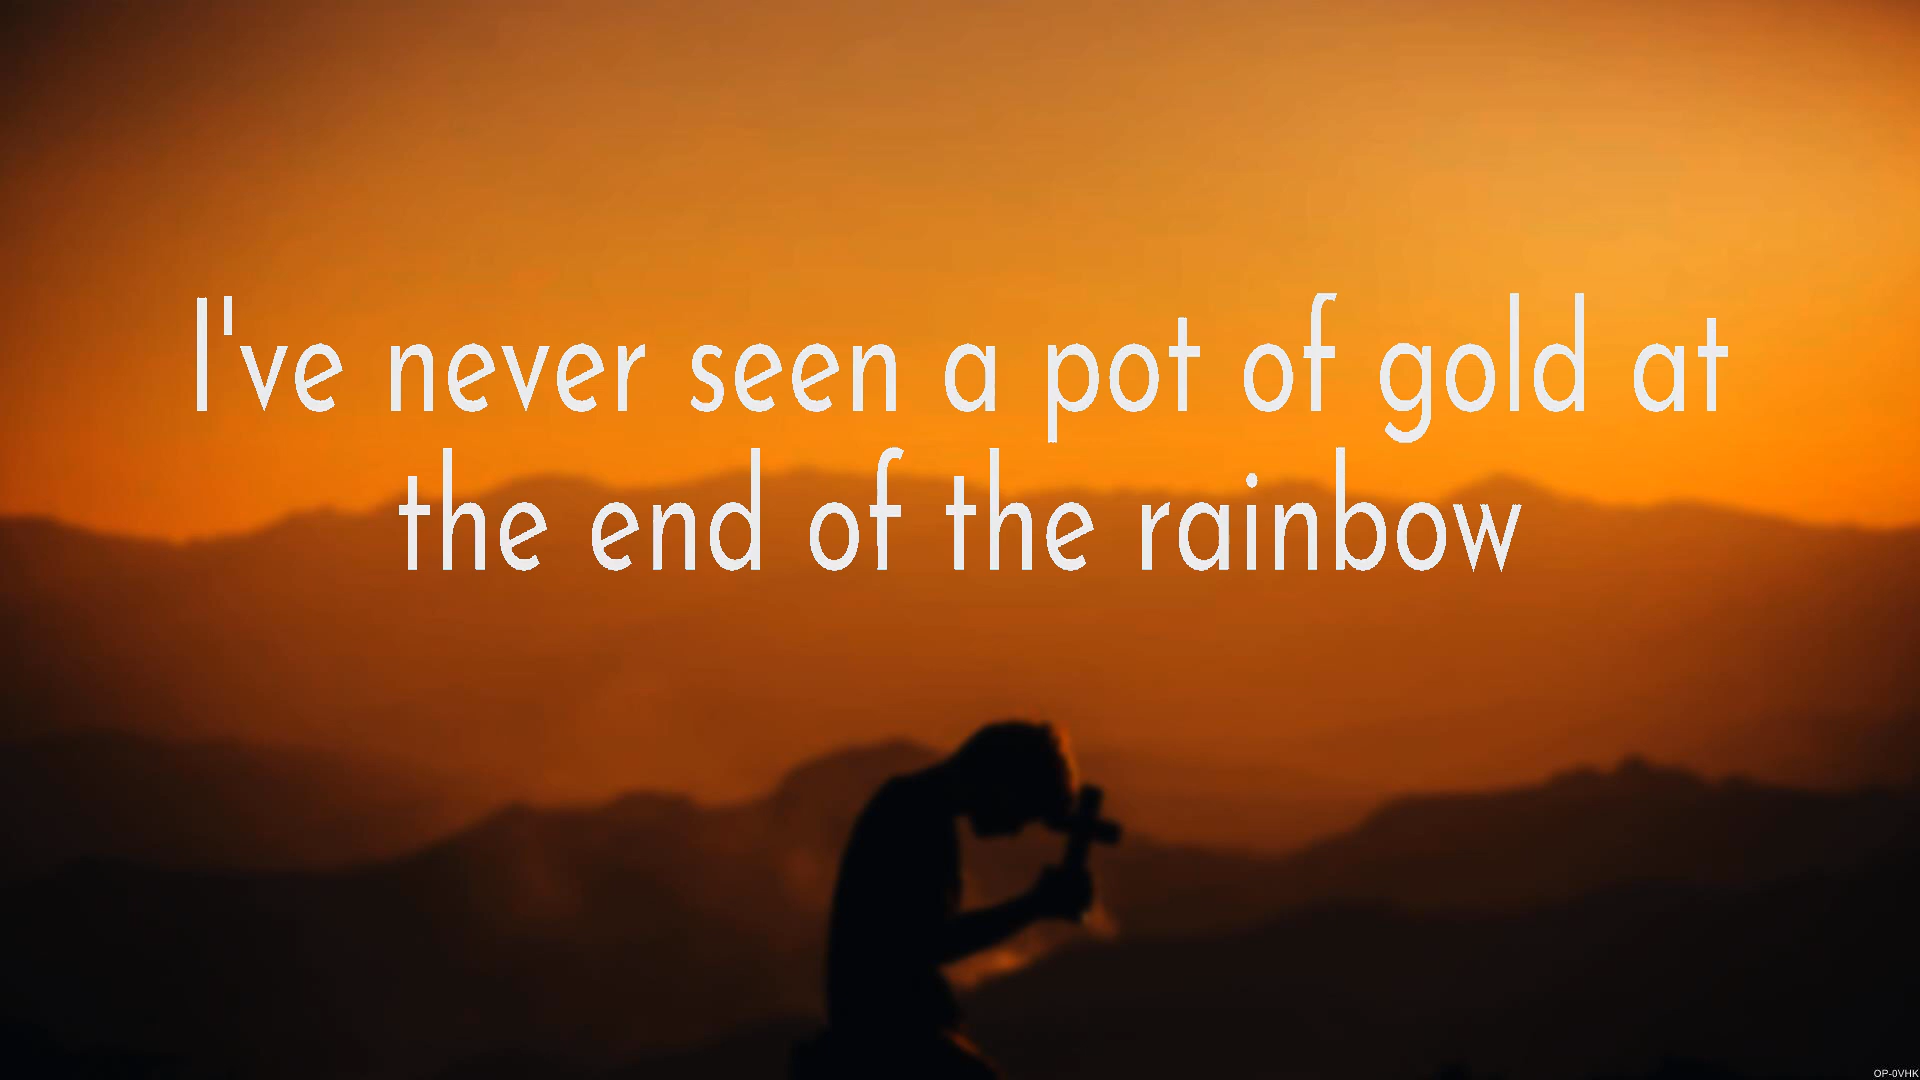 I've never seen a pot of gold at
the end of the rainbow
OP-0VHK